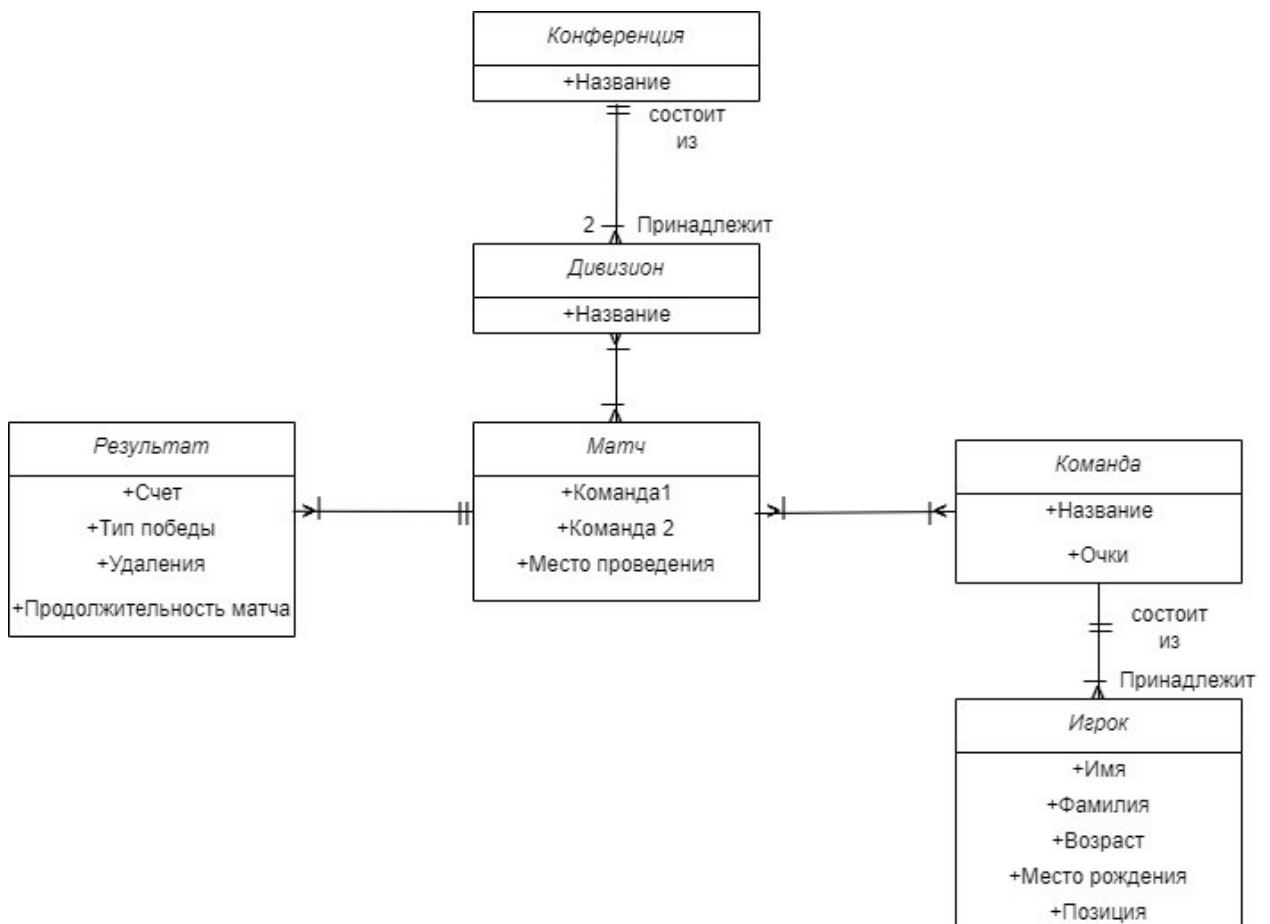 Конференция
+Название
состоит
из
2
Принадлежит
Дивизион
+Название
Результат
+Счет
+Тип победы
+Удаления
+Продолжительность матча
Матч
+Команда1
+Команда 2
+Место проведения
Команда
+Название
+Очки
состоит
из
Принадлежит
Игрок
+Имя
+Фамилия
+Возраст
+Место рождения
+Позиция